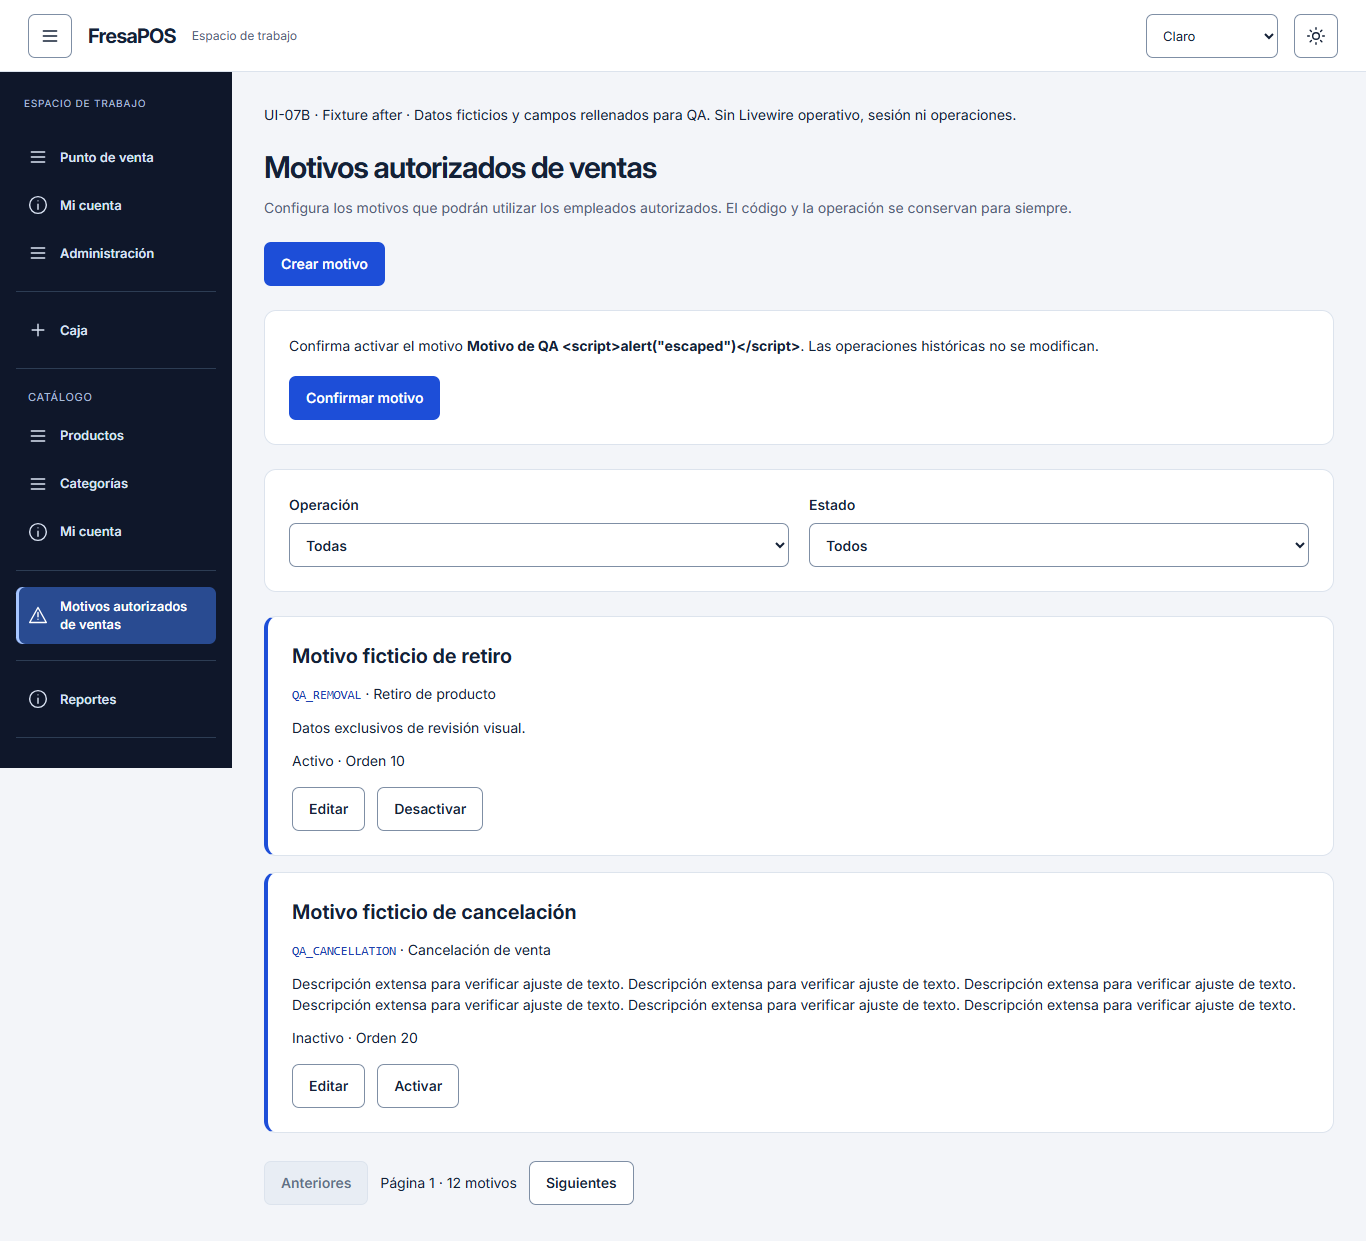 FresaPOS
Espacio de trabajo
Claro
ESPACIO DE TRABAJO
Punto de venta
Mi cuenta
Administración
Caja
CATÁLOGO
Productos
Categorías
Mi cuenta
Motivos autorizados
de ventas
Reportes
UI-07B · Fixture after · Datos ficticios y campos rellenados para QA. Sin Livewire operativo, sesión ni operaciones.
Motivos autorizados de ventas
Configura los motivos que podrán utilizar los empleados autorizados. El código y la operación se conservan para siempre.
Crear motivo
Confirma activar el motivo Motivo de QA <script>alert("escaped")</script>. Las operaciones históricas no se modifican.
Confirmar motivo
Operación
Todas
Estado
Todos
Motivo ficticio de retiro
QA_REMOVAL · Retiro de producto
Datos exclusivos de revisión visual.
Activo · Orden 10
Editar
Desactivar
Motivo ficticio de cancelación
QA_CANCELLATION · Cancelación de venta
Descripción extensa para verificar ajuste de texto. Descripción extensa para verificar ajuste de texto. Descripción extensa para verificar ajuste de texto.
Descripción extensa para verificar ajuste de texto. Descripción extensa para verificar ajuste de texto. Descripción extensa para verificar ajuste de texto.
Inactivo · Orden 20
Editar
Activar
Anteriores
Página 1 · 12 motivos
Siguientes